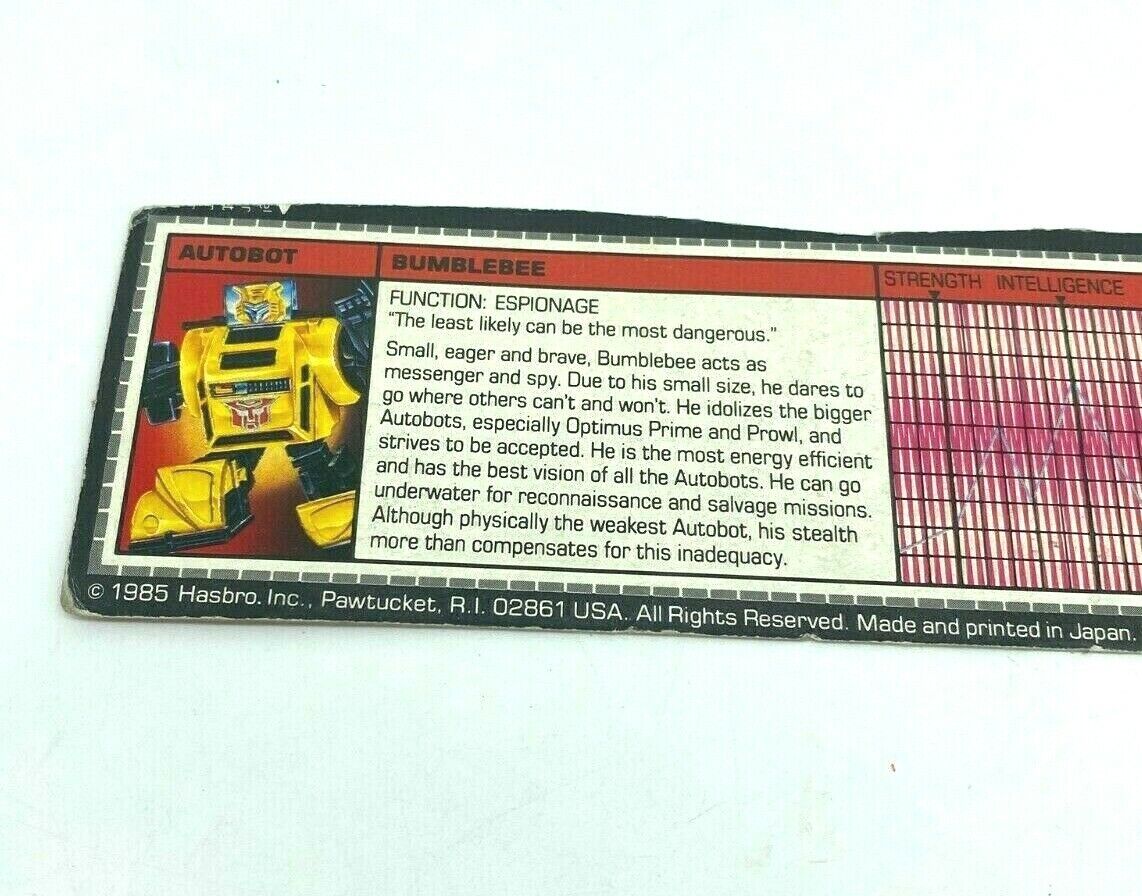 AUTOBOT
BUMBLEBEE
STRENGTH INTELLIGENCE
FUNCTION: ESPIONAGE
"The least likely can be the most dangerous."
Small, eager and brave, Bumblebee acts as
messenger and spy. Due to his small size, he dares to
go where others can't and won't. He idolizes the bigger
Autobots, especially Optimus Prime and Prowl, and
strives to be accepted. He is the most energy efficient
and has the best vision of all the Autobots. He can go
underwater for reconnaissance and salvage missions.
Although physically the weakest Autobot, his stealth
more than compensates for this inadequacy.
© 1985 Hasbro. Inc., Pawtucket, R.I. 02861 USA. All Rights Reserved. Made and printed in Japan.